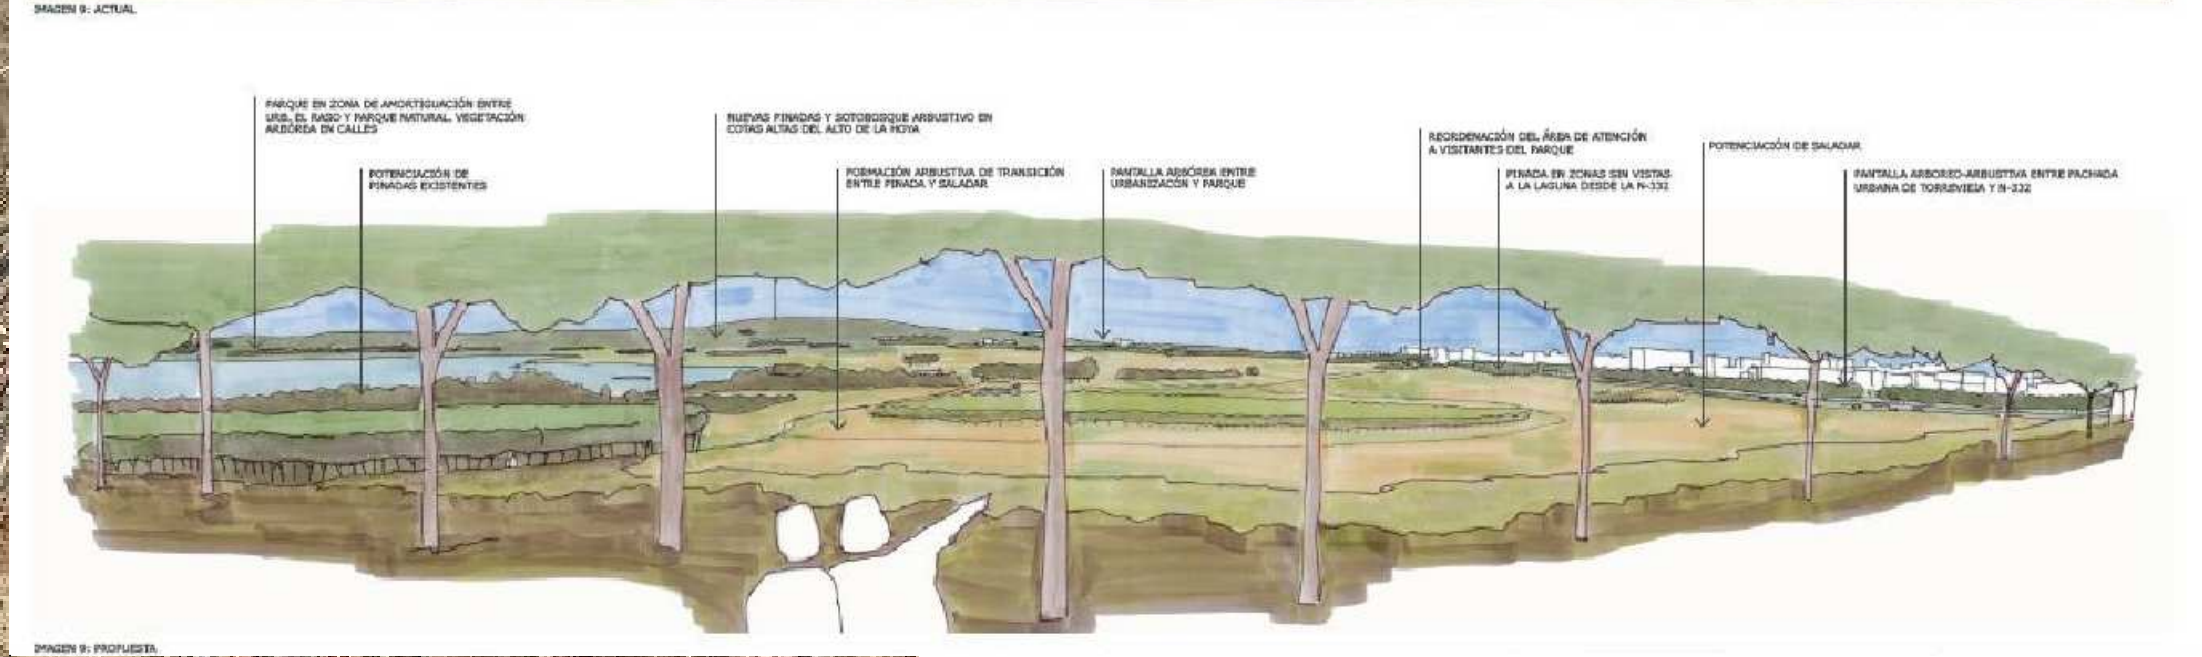 IMAGEN 9: ACTUAL
PARQUE EN ZONA DE AMORTIGUACIÓN ENTRE
URB. EL RASO Y PARQUE NATURAL. VEGETACIÓN
ARBÓREA EN CALLES
POTENCIACIÓN DE
PINADAS EXISTENTES
NUEVAS PINADAS Y SOTOBOSQUE ARBUSTIVO EN
COTAS ALTAS DEL ALTO DE LA HOYA
FORMACIÓN ARBUSTIVA DE TRANSICIÓN
ENTRE PINADA Y SALADAR
PANTALLA ARBÓREA ENTRE
URBANIZACÓN Y PARQUE
REORDENACIÓN DEL ÁREA DE ATENCIÓN
A VISITANTES DEL PARQUE
PINADA EN ZONAS SIN VISTAS
A LA LAGUNA DESDE LA N-332
POTENCIACIÓN DE SALADAR
PANTALLA ARBOREO-ARBUSTIVA ENTRE FACHADA
URBANA DE TORREVIEJA Y N-332
IMAGEN 9: PROPUESTA